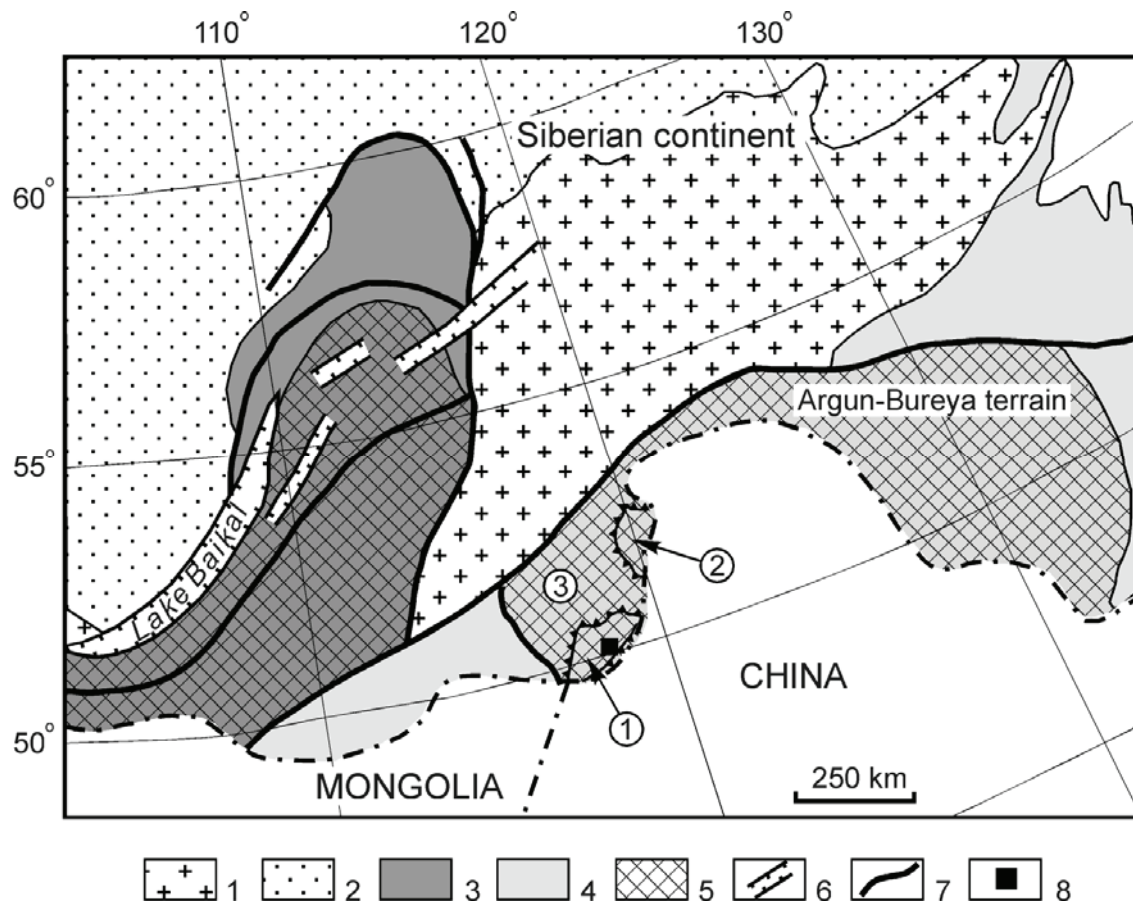 110° 120° 130°
Siberian continent
60°
Argun-Bureya terrain
55°
Lake Baikal
2
3
CHINA
1
50°
250 km
MONGOLIA
1 2 3 4 5 6 7 8